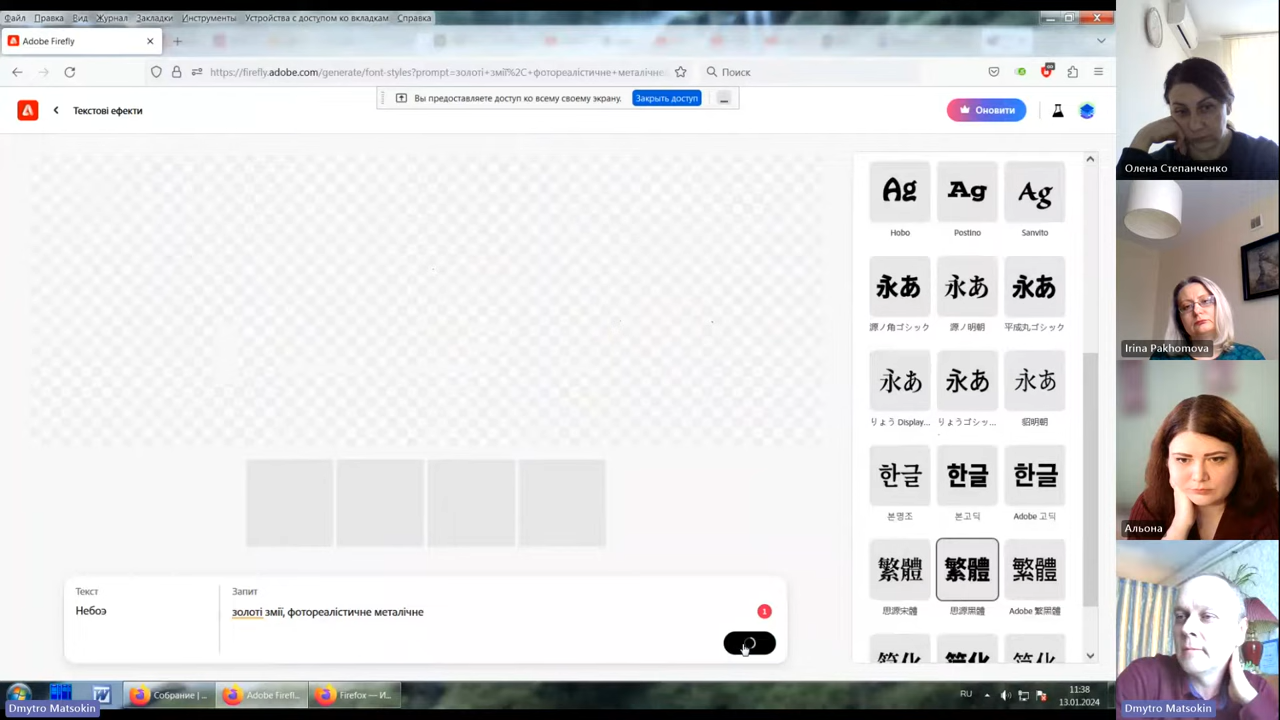 Файл Правка Вид Журнал Закладки Инструменты Устройства с доступом ко вкладкам Справка
Adobe Firefly
https://firefly.adobe.com/generate/font-styles?prompt=золоті+змії%2C+фотореалістичне+металічне
Поиск
Вы предоставляете доступ ко всему своему экрану. Закрыть доступ
Текстові ефекти
Оновити
Ag Ag Ag
Hobo Postino Sanvito
永あ 永あ 永あ
源ノ角ゴシック 源ノ明朝 平成丸ゴシック
永あ 永あ 永あ
りょう Display... りょうゴシッ... 貂明朝
한글 한글 한글
본명조 본고딕 Adobe 고딕
繁體 繁體 繁體
思源宋體 思源黑體 Adobe 繁黑體
简化 简化 简化
Текст
Небоэ
Запит
золоті змії, фотореалістичне металічне
1
Собрание | ...
Adobe Firefl...
Firefox — И...
RU
11:38
13.01.2024
Dmytro Matsokin
Олена Степанченко
Irina Pakhomova
Альона
Dmytro Matsokin